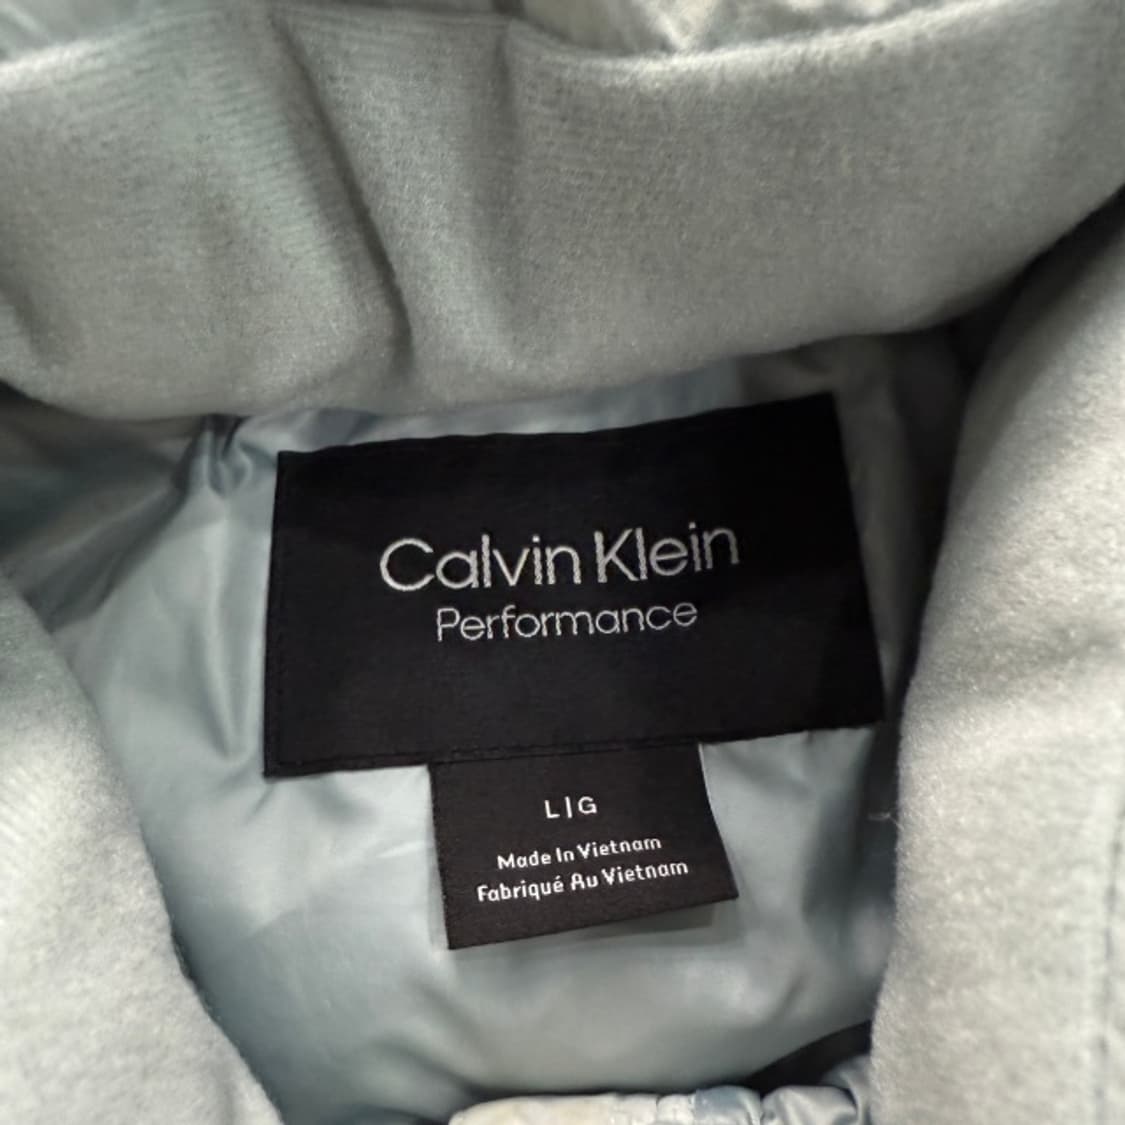 Calvin Klein
Performance
L|G
Made In Vietnam
Fabriqué Au Vietnam